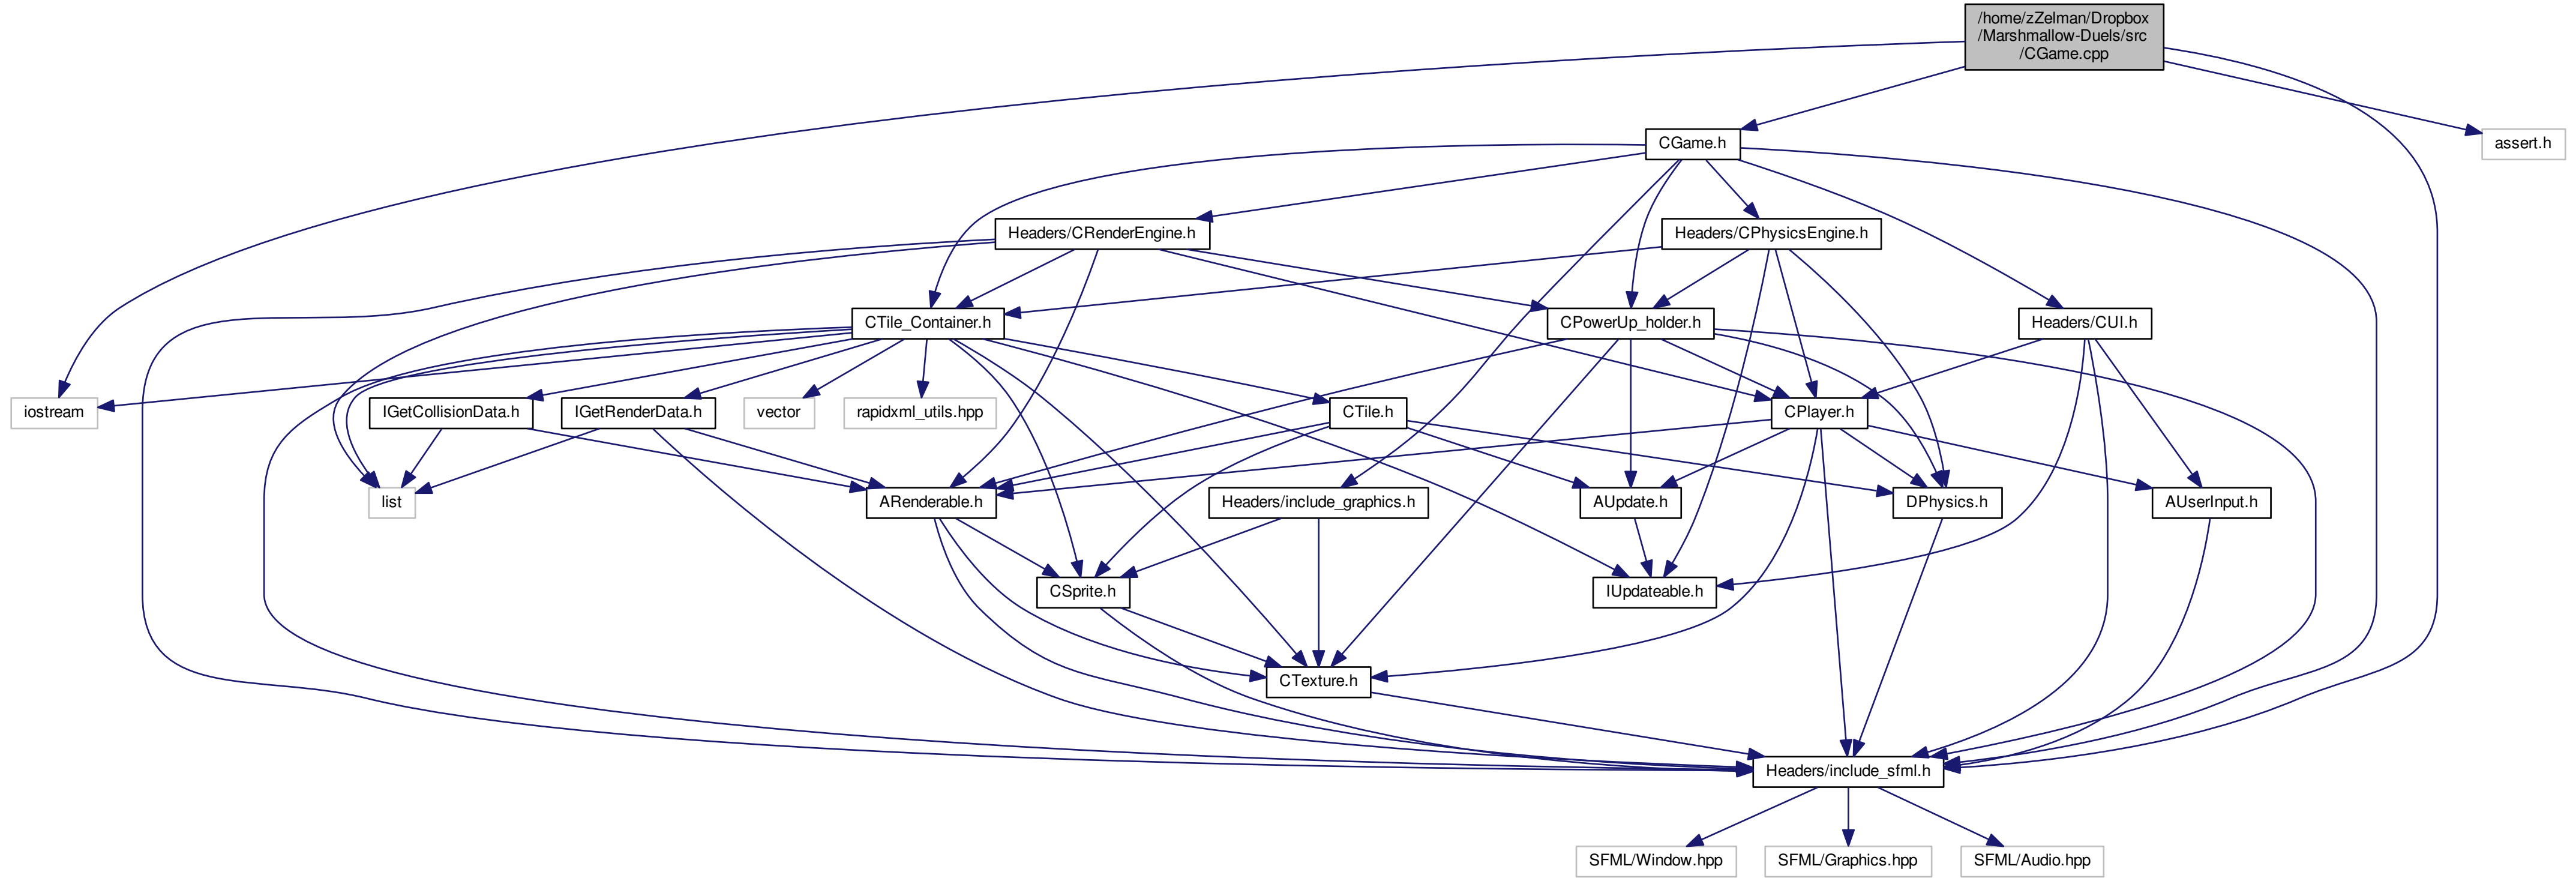 /home/zZelman/Dropbox
/Marshmallow-Duels/src
/CGame.cpp
CGame.h
assert.h
Headers/CRenderEngine.h
Headers/CPhysicsEngine.h
CTile_Container.h
CPowerUp_holder.h
Headers/CUI.h
iostream
IGetCollisionData.h
IGetRenderData.h
vector
rapidxml_utils.hpp
CTile.h
CPlayer.h
list
ARenderable.h
Headers/include_graphics.h
AUpdate.h
DPhysics.h
AUserInput.h
CSprite.h
IUpdateable.h
CTexture.h
Headers/include_sfml.h
SFML/Window.hpp
SFML/Graphics.hpp
SFML/Audio.hpp